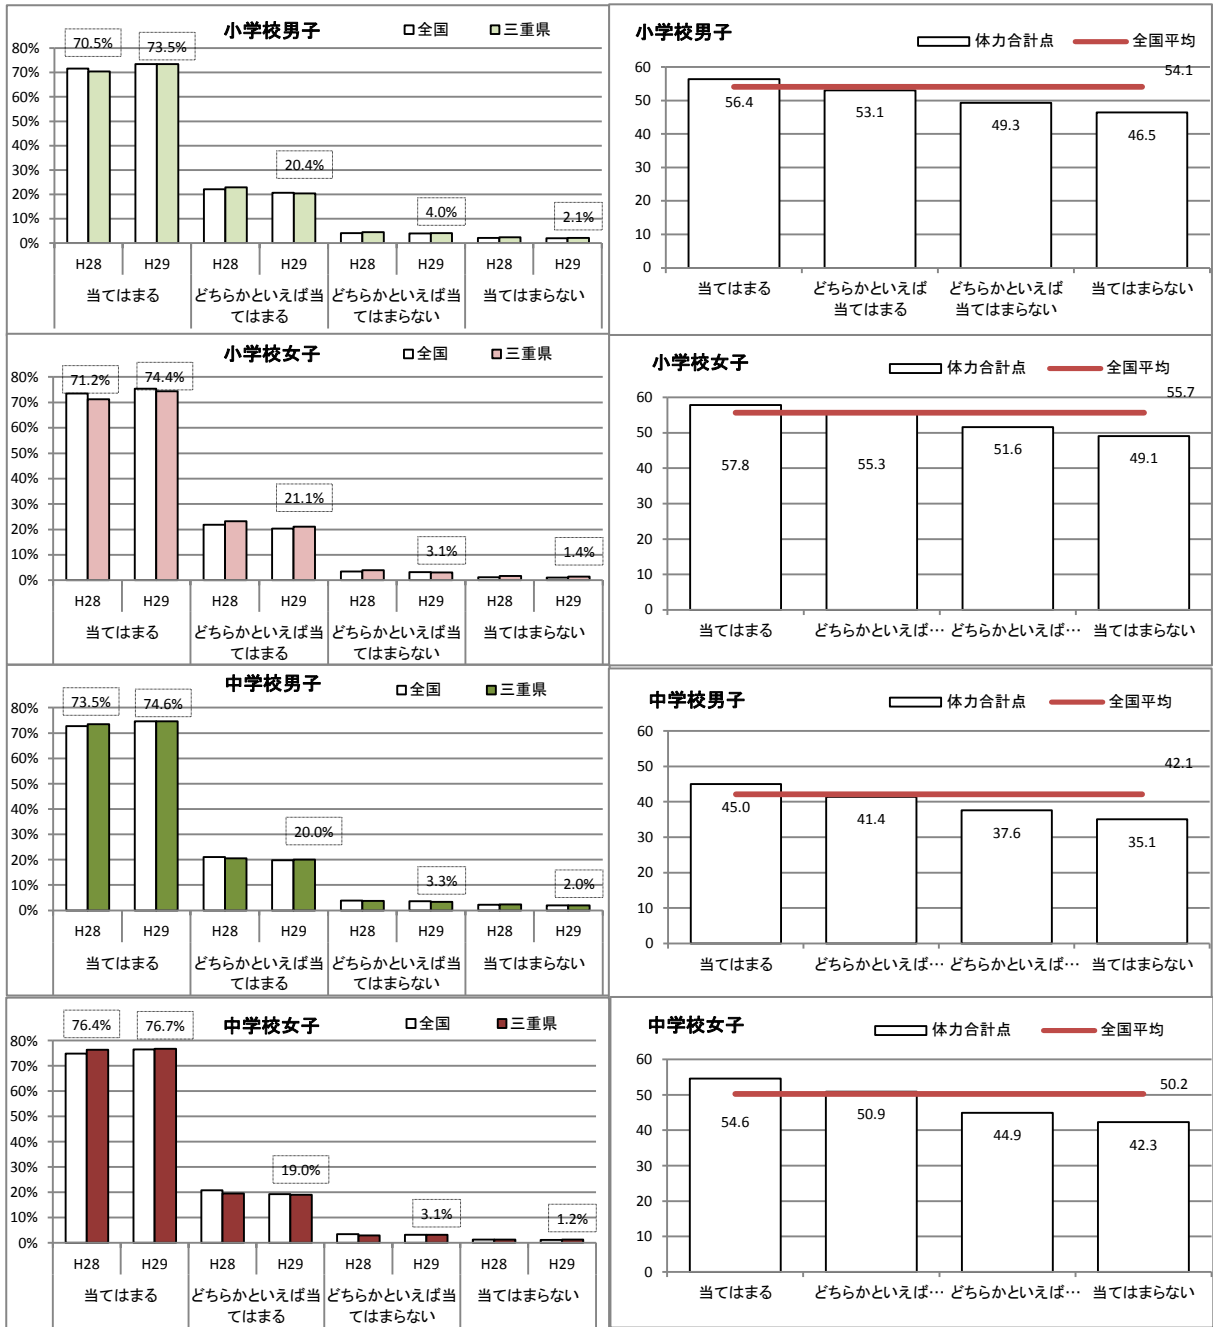 小学校男子
全国 三重県
70.5% 73.5%
20.4%
4.0%
2.1%
80%
70%
60%
50%
40%
30%
20%
10%
0%
H28 H29 H28 H29 H28 H29 H28 H29
当てはまる どちらかといえば当 どちらかといえば当 当てはまらない
てはまる てはまらない
小学校男子
体力合計点 全国平均
54.1
60
50
40
30
20
10
0
56.4 53.1 49.3 46.5
当てはまる どちらかといえば どちらかといえば 当てはまらない
当てはまる 当てはまらない
小学校女子
全国 三重県
71.2% 74.4%
21.1%
3.1%
1.4%
80%
70%
60%
50%
40%
30%
20%
10%
0%
H28 H29 H28 H29 H28 H29 H28 H29
当てはまる どちらかといえば当 どちらかといえば当 当てはまらない
てはまる てはまらない
小学校女子
体力合計点 全国平均
55.7
60
50
40
30
20
10
0
57.8 55.3 51.6 49.1
当てはまる どちらかといえば… どちらかといえば… 当てはまらない
中学校男子
全国 三重県
73.5% 74.6%
20.0%
3.3%
2.0%
80%
70%
60%
50%
40%
30%
20%
10%
0%
H28 H29 H28 H29 H28 H29 H28 H29
当てはまる どちらかといえば当 どちらかといえば当 当てはまらない
てはまる てはまらない
中学校男子
体力合計点 全国平均
42.1
60
50
40
30
20
10
0
45.0 41.4 37.6 35.1
当てはまる どちらかといえば… どちらかといえば… 当てはまらない
中学校女子
全国 三重県
76.4% 76.7%
19.0%
3.1%
1.2%
80%
70%
60%
50%
40%
30%
20%
10%
0%
H28 H29 H28 H29 H28 H29 H28 H29
当てはまる どちらかといえば当 どちらかといえば当 当てはまらない
てはまる てはまらない
中学校女子
体力合計点 全国平均
50.2
60
50
40
30
20
10
0
54.6 50.9 44.9 42.3
当てはまる どちらかといえば… どちらかといえば… 当てはまらない